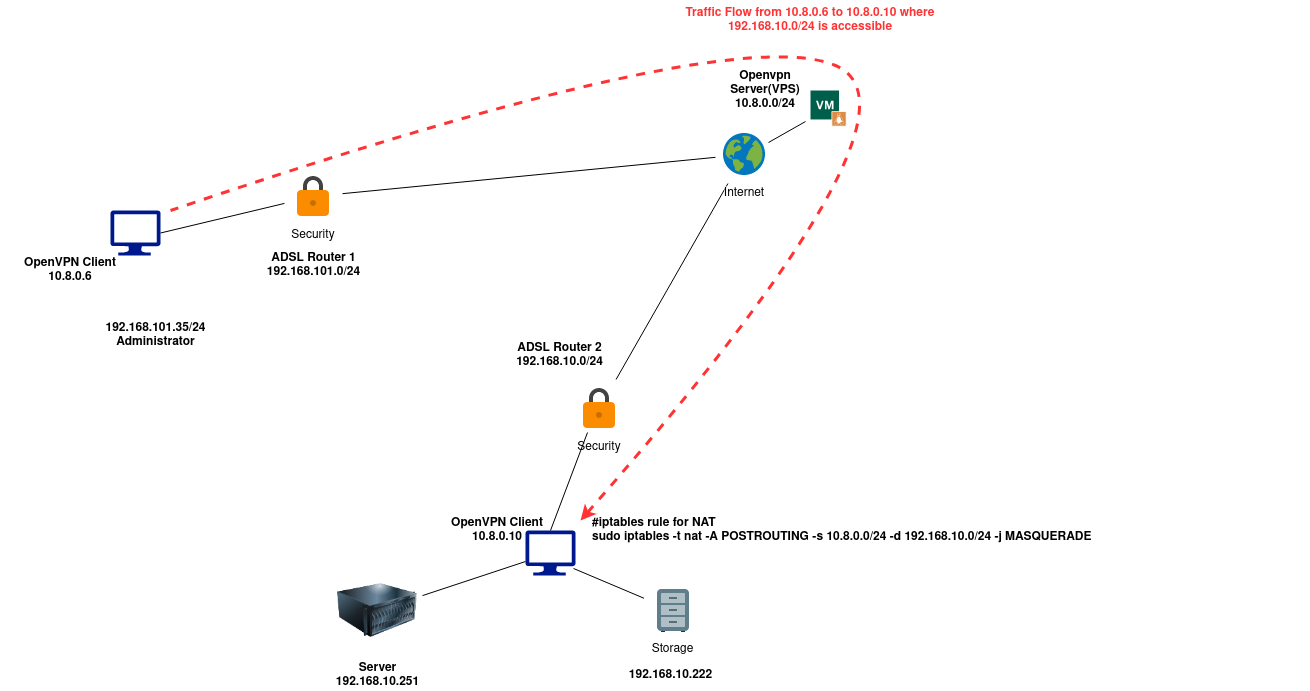 Traffic Flow from 10.8.0.6 to 10.8.0.10 where
192.168.10.0/24 is accessible
Openvpn
Server(VPS)
10.8.0.0/24
VM
Internet
Security
ADSL Router 1
192.168.101.0/24
OpenVPN Client
10.8.0.6
192.168.101.35/24
Administrator
ADSL Router 2
192.168.10.0/24
Security
OpenVPN Client
10.8.0.10
#iptables rule for NAT
sudo iptables -t nat -A POSTROUTING -s 10.8.0.0/24 -d 192.168.10.0/24 -j MASQUERADE
Server
192.168.10.251
Storage
192.168.10.222